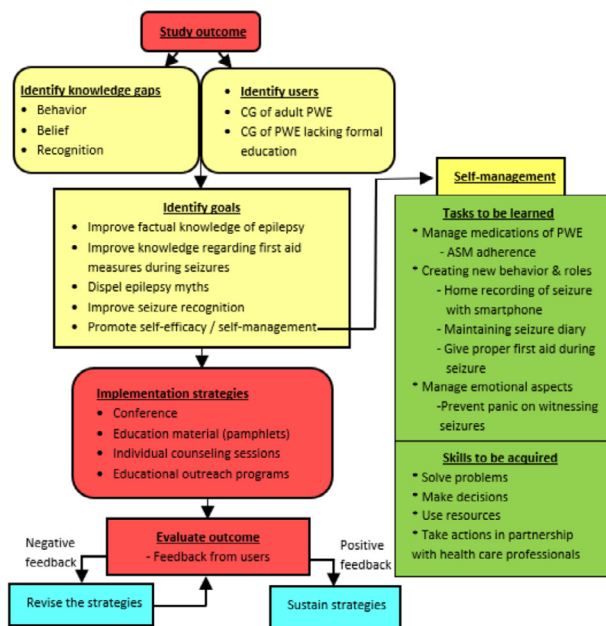 Study outcome
Identify knowledge gaps
• Behavior
• Belief
• Recognition
• Identify users
• CG of adult PWE
• CG of PWE lacking formal
education
Identify goals
• Improve factual knowledge of epilepsy
• Improve knowledge regarding first aid
measures during seizures
• Dispel epilepsy myths
• Improve seizure recognition
• Promote self-efficacy / self-management
Self-management
Tasks to be learned
* Manage medications of PWE
- ASM adherence
* Creating new behavior & roles
- Home recording of seizure
with smartphone
- Maintaining seizure diary
- Give proper first aid during
seizure
* Manage emotional aspects
-Prevent panic on witnessing
seizures
Skills to be acquired
* Solve problems
* Make decisions
* Use resources
* Take actions in partnership
with health care professionals
Implementation strategies
• Conference
• Education material (pamphlets)
• Individual counseling sessions
• Educational outreach programs
Evaluate outcome
- Feedback from users
Negative
feedback
Positive
feedback
Revise the strategies
Sustain strategies